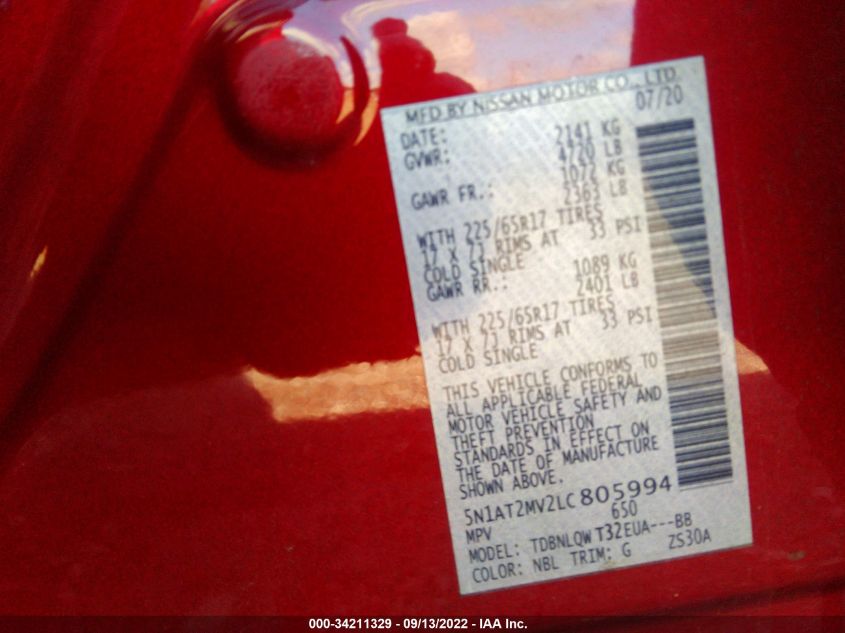 MFD BY NISSAN MOTOR CO., LTD.
DATE: 07/20
GVWR: 2141 KG
4720 LB
GAWR FR.: 1072 KG
2363 LB
WITH 225/65R17 TIRES
17 X 7J RIMS AT 33 PSI
COLD SINGLE
GAWR RR.: 1089 KG
2401 LB
WITH 225/65R17 TIRES
17 X 7J RIMS AT 33 PSI
COLD SINGLE
THIS VEHICLE CONFORMS TO
ALL APPLICABLE FEDERAL
MOTOR VEHICLE SAFETY AND
THEFT PREVENTION
STANDARDS IN EFFECT ON
THE DATE OF MANUFACTURE
SHOWN ABOVE.
5N1AT2MV2LC805994
MPV 650
MODEL: TDBNLQW T32EUA---BB
COLOR: NBL TRIM: G ZS30A
000-34211329 - 09/13/2022 - IAA Inc.